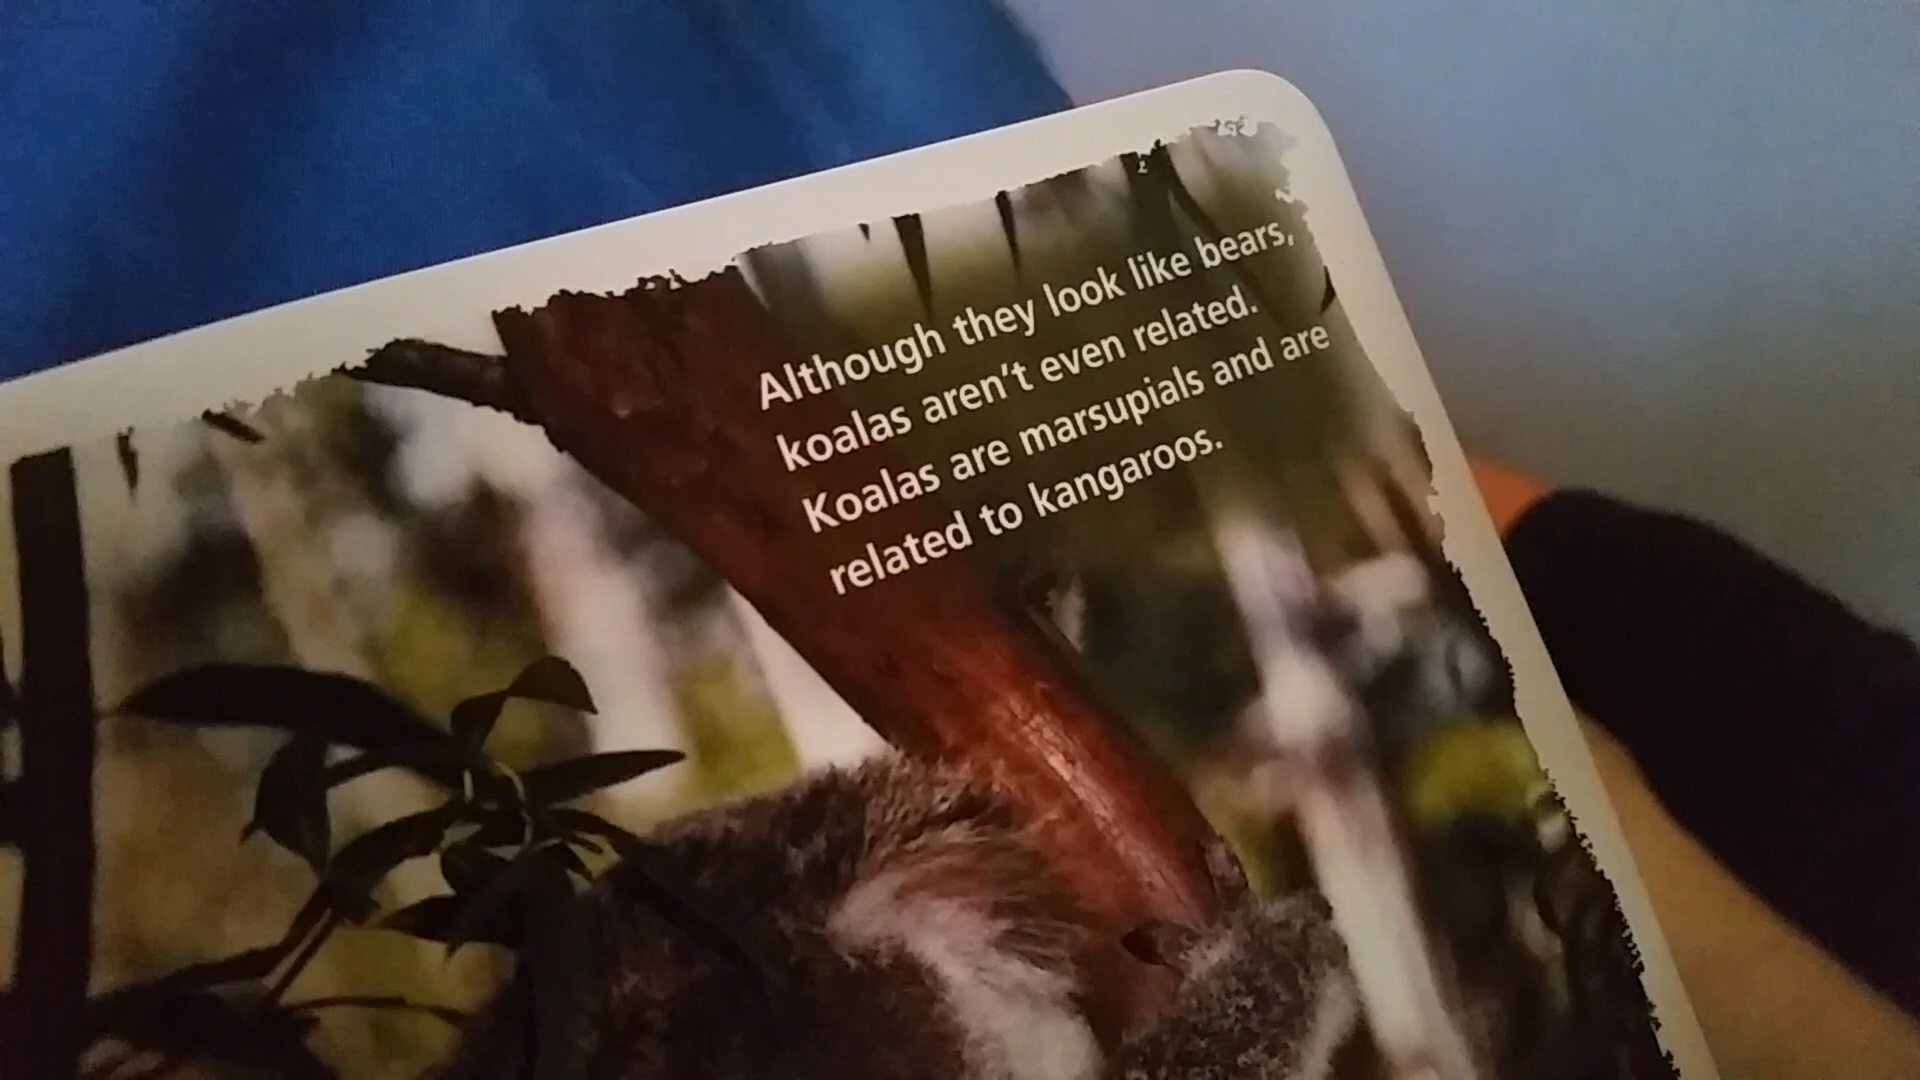 Although they look like bears,
koalas aren't even related.
Koalas are marsupials and are
related to kangaroos.